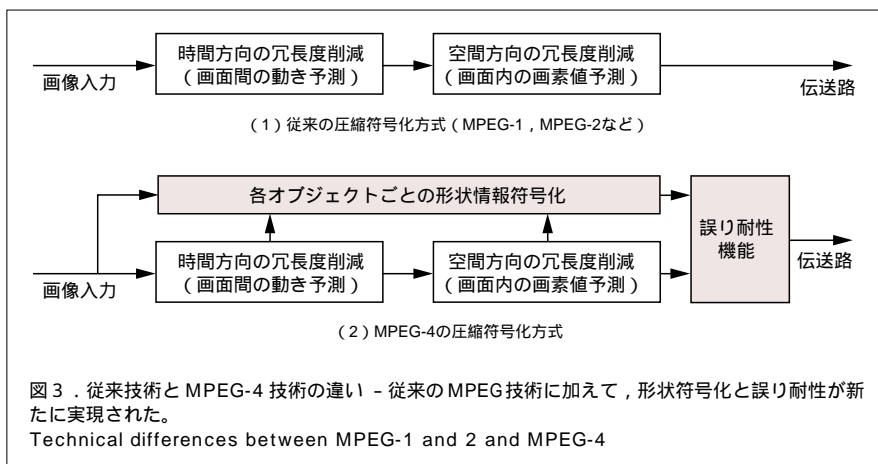 時間方向の冗長度削減
（画面間の動き予測）
空間方向の冗長度削減
（画面内の画素値予測）
画像入力
伝送路
（1）従来の圧縮符号化方式（MPEG-1，MPEG-2など）
各オブジェクトごとの形状情報符号化
誤り耐性
機能
時間方向の冗長度削減
（画面間の動き予測）
空間方向の冗長度削減
（画面内の画素値予測）
画像入力
伝送路
（2）MPEG-4の圧縮符号化方式
図3．従来技術とMPEG-4技術の違い － 従来のMPEG技術に加えて，形状符号化と誤り耐性が新
たに実現された。
Technical differences between MPEG-1 and 2 and MPEG-4